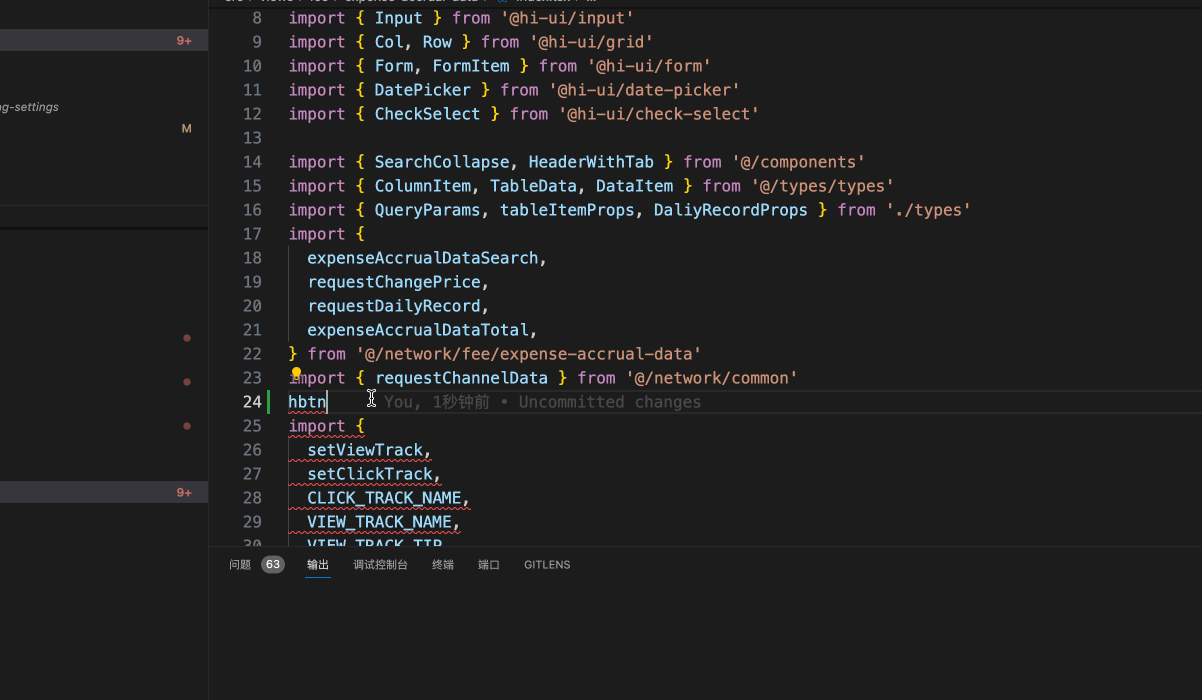 9+
ng-settings
M
9+
8 import { Input } from '@hi-ui/input'
9 import { Col, Row } from '@hi-ui/grid'
10 import { Form, FormItem } from '@hi-ui/form'
11 import { DatePicker } from '@hi-ui/date-picker'
12 import { CheckSelect } from '@hi-ui/check-select'
13
14 import { SearchCollapse, HeaderWithTab } from '@/components'
15 import { ColumnItem, TableData, DataItem } from '@/types/types'
16 import { QueryParams, tableItemProps, DaliyRecordProps } from './types'
17 import {
18 expenseAccrualDataSearch,
19 requestChangePrice,
20 requestDailyRecord,
21 expenseAccrualDataTotal,
22 } from '@/network/fee/expense-accrual-data'
23 import { requestChannelData } from '@/network/common'
24 hbtn You, 1秒钟前 • Uncommitted changes
25 import {
26 setViewTrack,
27 setClickTrack,
28 CLICK_TRACK_NAME,
29 VIEW_TRACK_NAME,
30 VIEW_TRACK_TIP
问题 63 输出 调试控制台 终端 端口 GITLENS